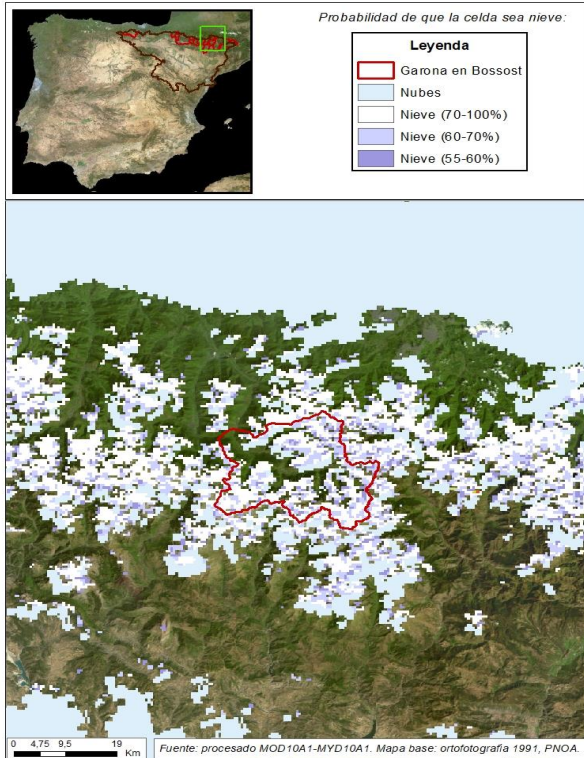 Probabilidad de que la celda sea nieve:
Leyenda
Garona en Bossost
Nubes
Nieve (70-100%)
Nieve (60-70%)
Nieve (55-60%)
0 4,75 9,5 19
Km
Fuente: procesado MOD10A1-MYD10A1. Mapa base: ortofotografía 1991, PNOA.